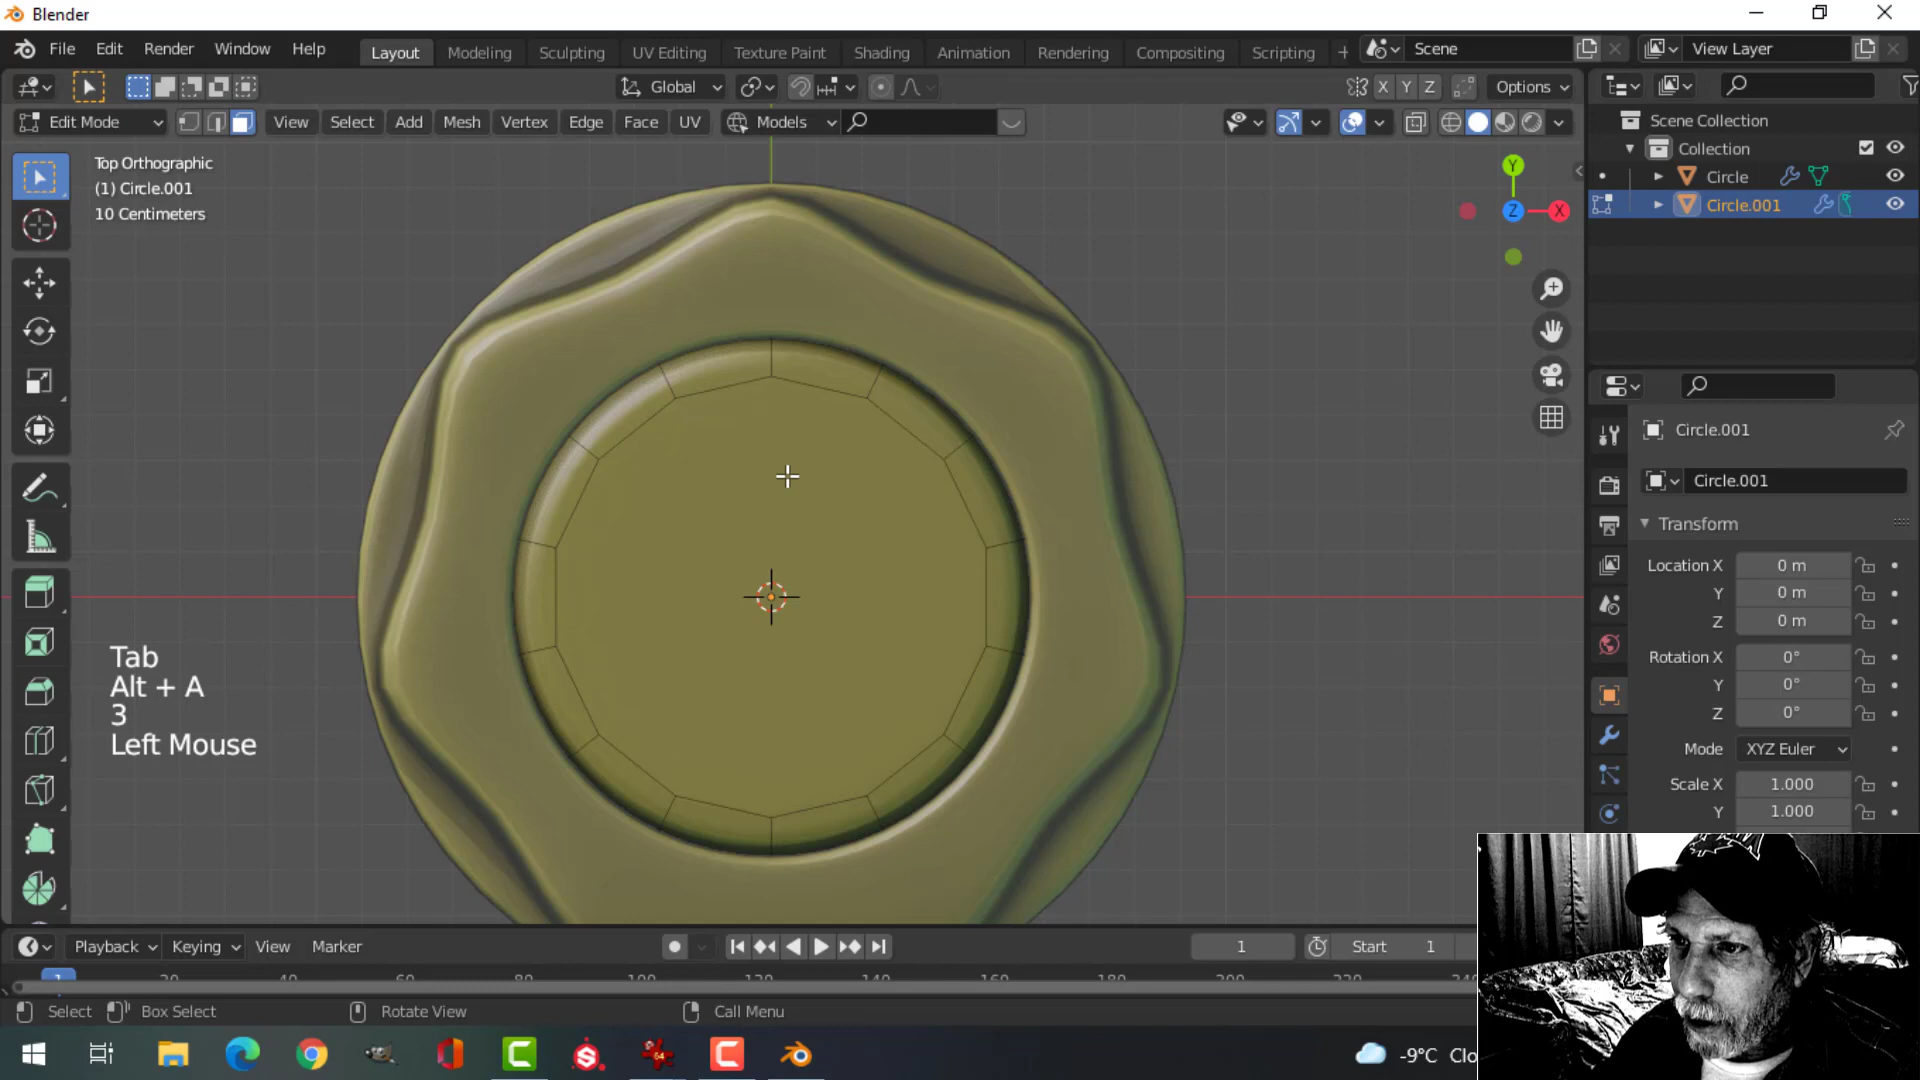 Blender
File Edit Render Window Help Layout Modeling Sculpting UV Editing Texture Paint Shading Animation Rendering Compositing Scripting Scene View Layer
Global X Y Z Options
Edit Mode View Select Add Mesh Vertex Edge Face UV Models
Scene Collection
Collection
Circle
Circle.001
Top Orthographic
(1) Circle.001
10 Centimeters
Y
Z X
Circle.001
Circle.001
Transform
Location X 0 m
Y 0 m
Z 0 m
Rotation X 0°
Y 0°
Z 0°
Mode XYZ Euler
Scale X 1.000
Y 1.000
Tab
Alt + A
3
Left Mouse
Playback Keying View Marker 1 Start 1
1
Select Box Select Rotate View Call Menu
-9°C